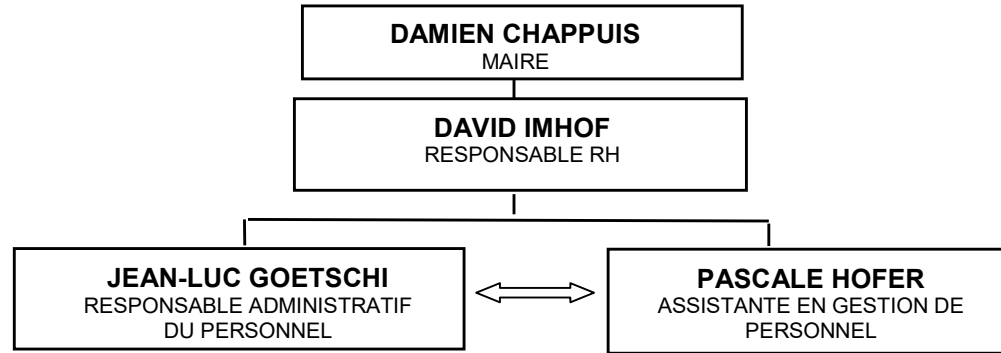 DAMIEN CHAPPUIS
MAIRE
DAVID IMHOF
RESPONSABLE RH
JEAN-LUC GOETSCHI
RESPONSABLE ADMINISTRATIF
DU PERSONNEL
PASCALE HOFER
ASSISTANTE EN GESTION DE
PERSONNEL